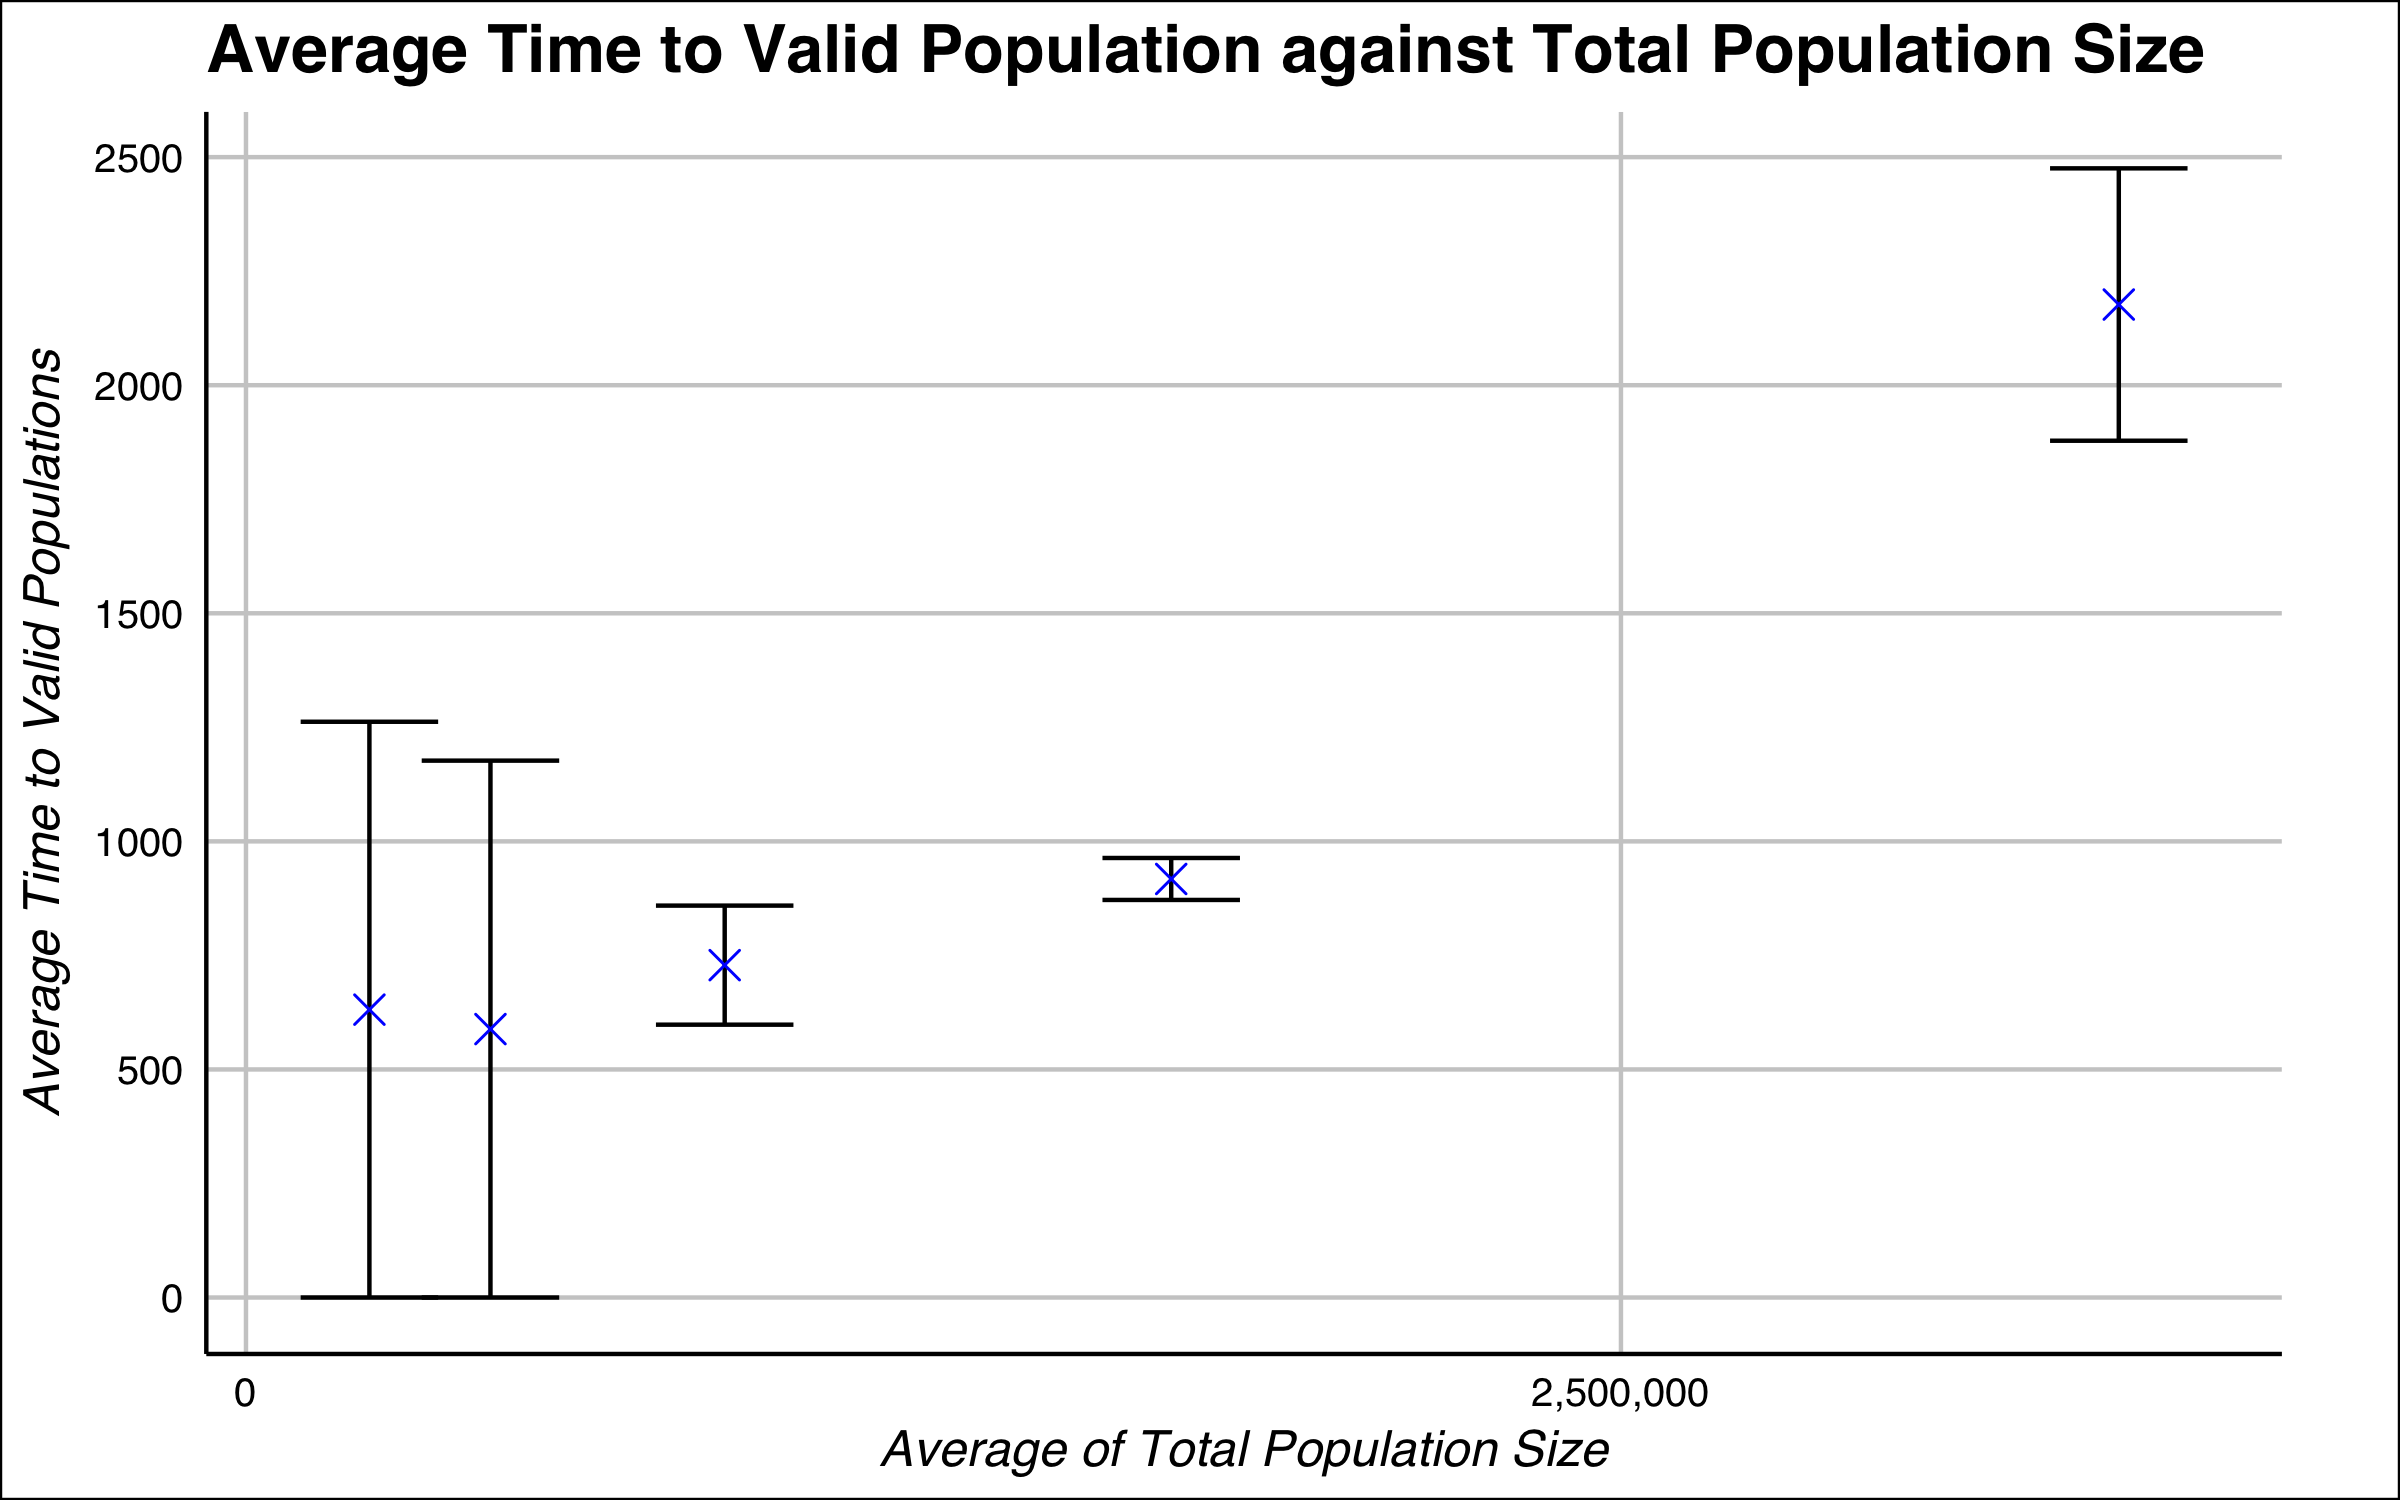 Average Time to Valid Population against Total Population Size
2500
2000
1500
1000
500
0
Average Time to Valid Populations
0
2,500,000
Average of Total Population Size